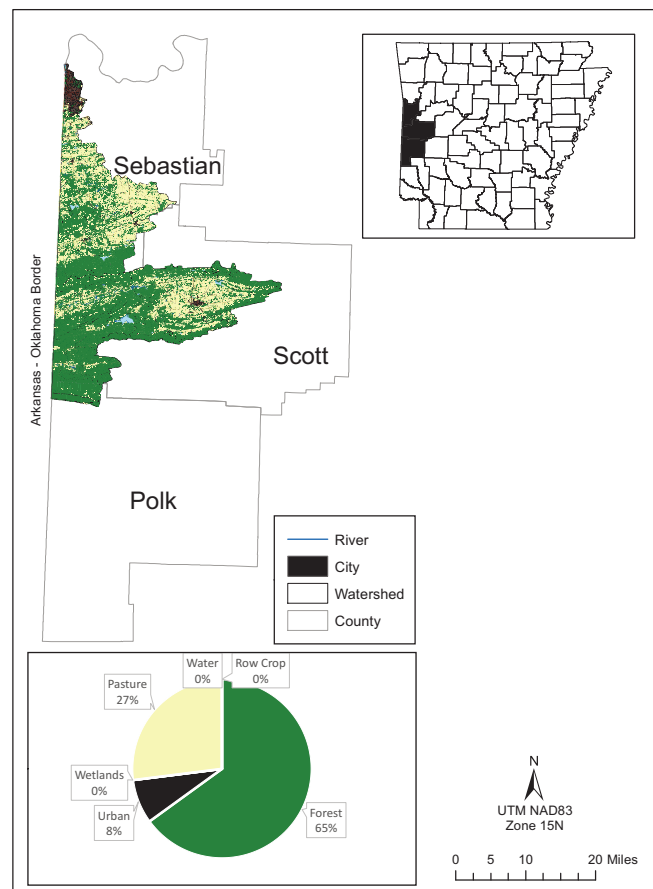 Sebastian
Arkansas - Oklahoma Border
Scott
Polk
River
City
Watershed
County
Water
0%
Row Crop
0%
Pasture
27%
Wetlands
0%
Urban
8%
Forest
65%
N
UTM NAD83
Zone 15N
0 5 10 20 Miles